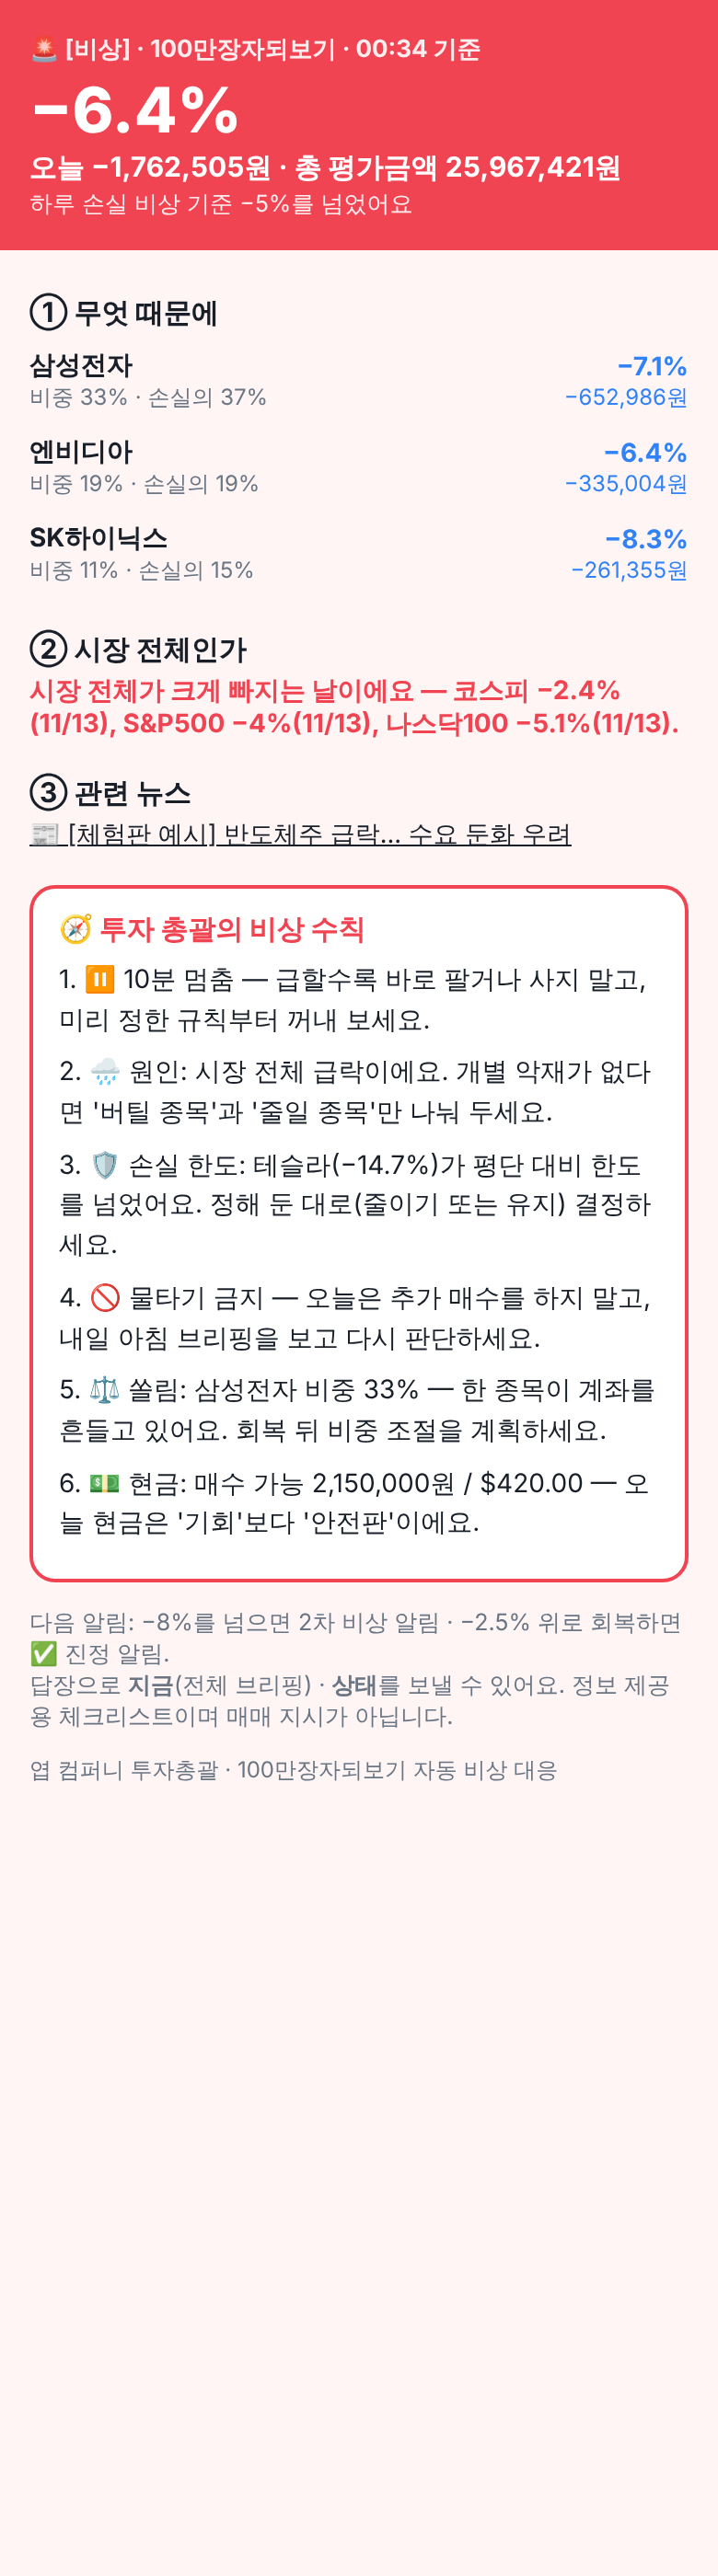 🚨 [비상] · 100만장자되보기 · 00:34 기준
−6.4%
오늘 −1,762,505원 · 총 평가금액 25,967,421원
하루 손실 비상 기준 −5%를 넘었어요
① 무엇 때문에
삼성전자 −7.1%
비중 33% · 손실의 37% −652,986원
엔비디아 −6.4%
비중 19% · 손실의 19% −335,004원
SK하이닉스 −8.3%
비중 11% · 손실의 15% −261,355원
② 시장 전체인가
시장 전체가 크게 빠지는 날이에요 — 코스피 −2.4%
(11/13), S&P500 −4%(11/13), 나스닥100 −5.1%(11/13).
③ 관련 뉴스
📰 [체험판 예시] 반도체주 급락… 수요 둔화 우려
🧭 투자 총괄의 비상 수칙
1. ⏸️ 10분 멈춤 — 급할수록 바로 팔거나 사지 말고,
미리 정한 규칙부터 꺼내 보세요.
2. 🌧️ 원인: 시장 전체 급락이에요. 개별 악재가 없다
면 '버틸 종목'과 '줄일 종목'만 나눠 두세요.
3. 🛡️ 손실 한도: 테슬라(−14.7%)가 평단 대비 한도
를 넘었어요. 정해 둔 대로(줄이기 또는 유지) 결정하
세요.
4. 🚫 물타기 금지 — 오늘은 추가 매수를 하지 말고,
내일 아침 브리핑을 보고 다시 판단하세요.
5. ⚖️ 쏠림: 삼성전자 비중 33% — 한 종목이 계좌를
흔들고 있어요. 회복 뒤 비중 조절을 계획하세요.
6. 💵 현금: 매수 가능 2,150,000원 / $420.00 — 오
늘 현금은 '기회'보다 '안전판'이에요.
다음 알림: −8%를 넘으면 2차 비상 알림 · −2.5% 위로 회복하면
✅ 진정 알림.
답장으로 지금(전체 브리핑) · 상태를 보낼 수 있어요. 정보 제공
용 체크리스트이며 매매 지시가 아닙니다.
엽 컴퍼니 투자총괄 · 100만장자되보기 자동 비상 대응